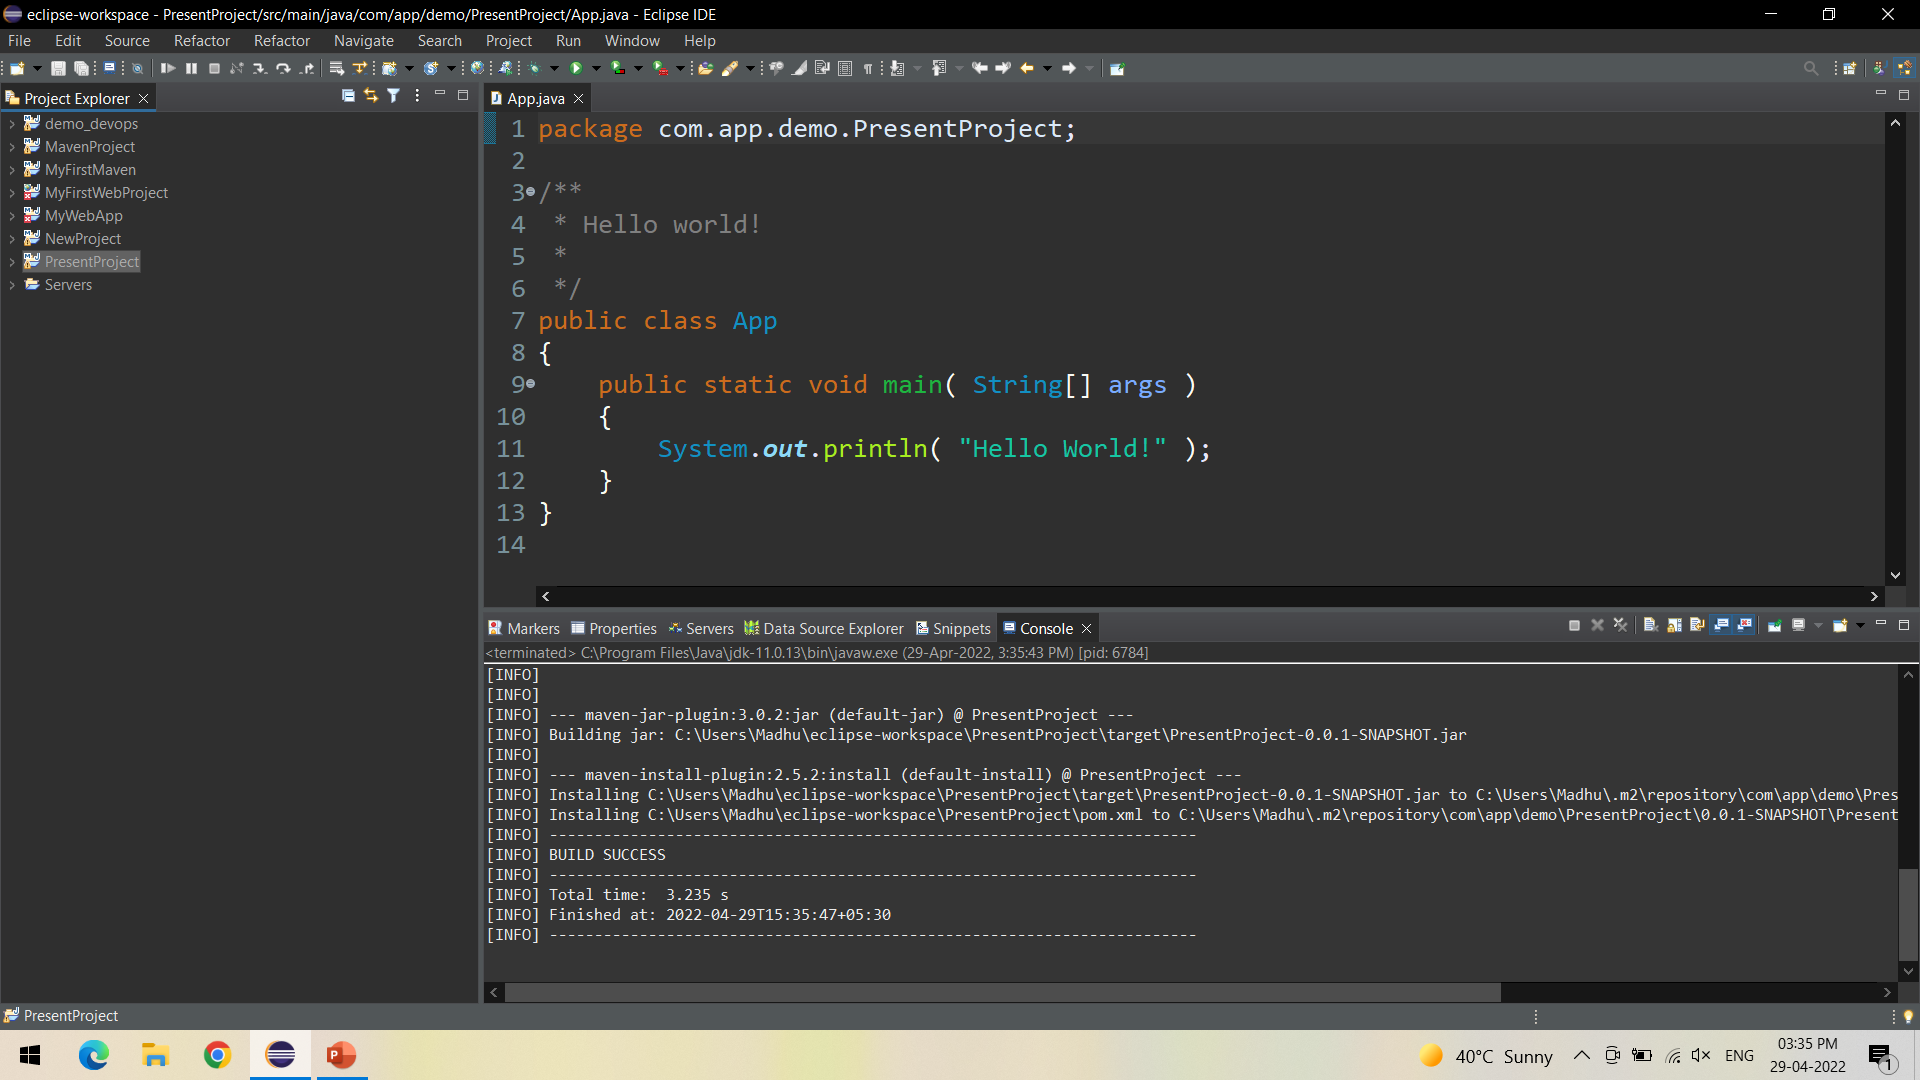 eclipse-workspace - PresentProject/src/main/java/com/app/demo/PresentProject/App.java - Eclipse IDE
File Edit Source Refactor Refactor Navigate Search Project Run Window Help
Project Explorer
demo_devops
MavenProject
MyFirstMaven
MyFirstWebProject
MyWebApp
NewProject
PresentProject
Servers
App.java
1 package com.app.demo.PresentProject;
2
3 /**
4  * Hello world!
5  *
6  */
7 public class App
8 {
9     public static void main( String[] args )
10     {
11         System.out.println( "Hello World!" );
12     }
13 }
14
Markers Properties Servers Data Source Explorer Snippets Console
<terminated> C:\Program Files\Java\jdk-11.0.13\bin\javaw.exe (29-Apr-2022, 3:35:43 PM) [pid: 6784]
[INFO]
[INFO]
[INFO] --- maven-jar-plugin:3.0.2:jar (default-jar) @ PresentProject ---
[INFO] Building jar: C:\Users\Madhu\eclipse-workspace\PresentProject\target\PresentProject-0.0.1-SNAPSHOT.jar
[INFO]
[INFO] --- maven-install-plugin:2.5.2:install (default-install) @ PresentProject ---
[INFO] Installing C:\Users\Madhu\eclipse-workspace\PresentProject\target\PresentProject-0.0.1-SNAPSHOT.jar to C:\Users\Madhu\.m2\repository\com\app\demo\Pres
[INFO] Installing C:\Users\Madhu\eclipse-workspace\PresentProject\pom.xml to C:\Users\Madhu\.m2\repository\com\app\demo\PresentProject\0.0.1-SNAPSHOT\Present
[INFO] ------------------------------------------------------------------------
[INFO] BUILD SUCCESS
[INFO] ------------------------------------------------------------------------
[INFO] Total time:  3.235 s
[INFO] Finished at: 2022-04-29T15:35:47+05:30
[INFO] ------------------------------------------------------------------------
PresentProject
40°C Sunny ENG 03:35 PM
29-04-2022
1